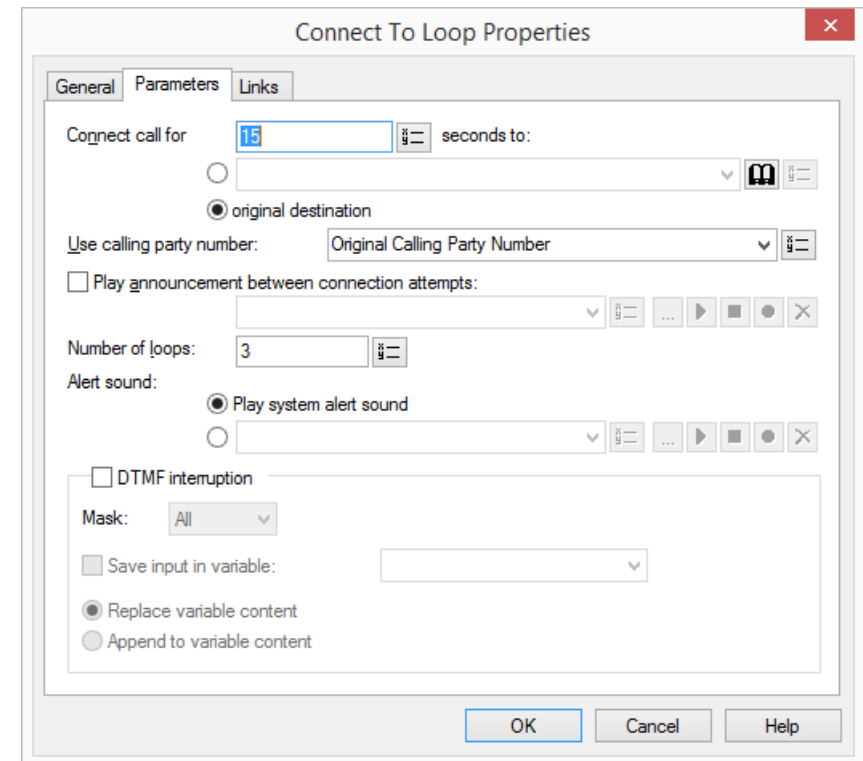 Connect To Loop Properties
General Parameters Links
Connect call for 15 seconds to:
original destination
Use calling party number: Original Calling Party Number
Play announcement between connection attempts:
...
Number of loops: 3
Alert sound:
Play system alert sound
...
DTMF interruption
Mask: All
Save input in variable:
Replace variable content
Append to variable content
OK Cancel Help